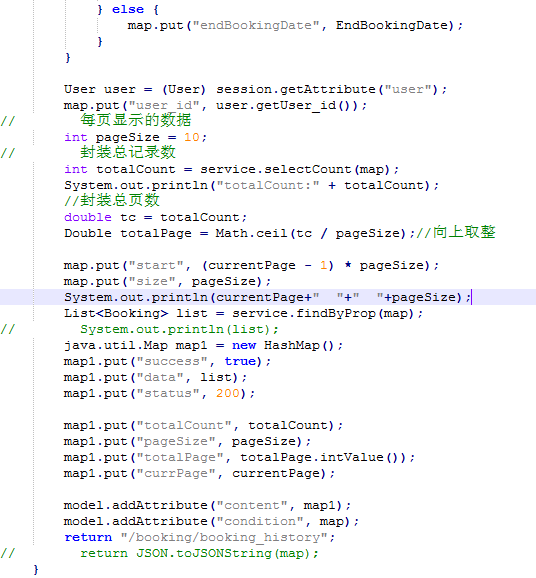 } else {
map.put("endBookingDate", EndBookingDate);
}
}
User user = (User) session.getAttribute("user");
map.put("user_id", user.getUser_id());
// 每页显示的数据
int pageSize = 10;
// 封装总记录数
int totalCount = service.selectCount(map);
System.out.println("totalCount:" + totalCount);
//封装总页数
double tc = totalCount;
Double totalPage = Math.ceil(tc / pageSize);//向上取整
map.put("start", (currentPage - 1) * pageSize);
map.put("size", pageSize);
System.out.println(currentPage+"  "+"  "+pageSize);
List<Booking> list = service.findByProp(map);
// System.out.println(list);
java.util.Map map1 = new HashMap();
map1.put("success", true);
map1.put("data", list);
map1.put("status", 200);
map1.put("totalCount", totalCount);
map1.put("pageSize", pageSize);
map1.put("totalPage", totalPage.intValue());
map1.put("currPage", currentPage);
model.addAttribute("content", map1);
model.addAttribute("condition", map);
return "/booking/booking_history";
// return JSON.toJSONString(map);
}